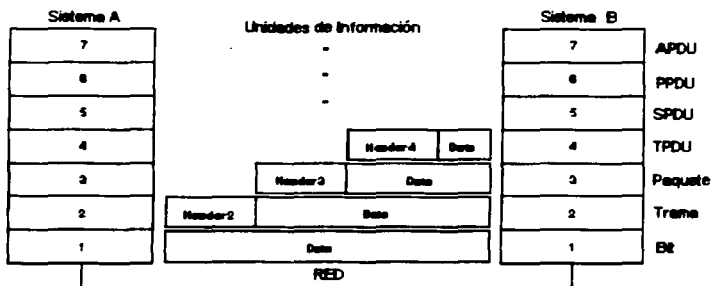 Sistema A Unidades de Información Sistema B
7 - 7 APDU
6 - 6 PPDU
5 - 5 SPDU
4 Header4 Data 4 TPDU
3 Header3 Data 3 Paquete
2 Header2 Data 2 Trama
1 Data 1 Bit
RED